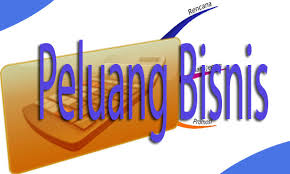 Rencana
Peluang Bisnis
Promosi